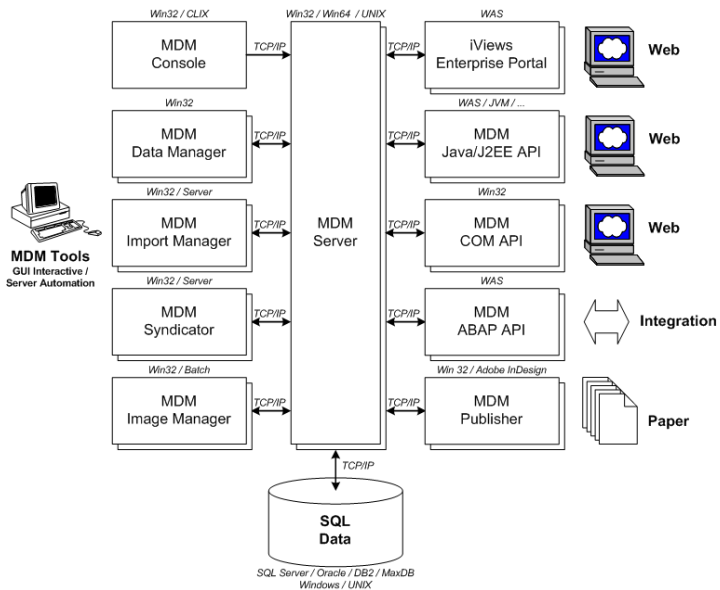 Win32 / CLIX
Win32 / Win64 / UNIX
WAS
MDM
Console
TCP/IP
TCP/IP
iViews
Enterprise Portal
Web
Win32
WAS / JVM / ...
MDM
Data Manager
TCP/IP
TCP/IP
MDM
Java/J2EE API
Web
Win32 / Server
Win32
MDM
Import Manager
TCP/IP
MDM
Server
TCP/IP
MDM
COM API
Web
MDM Tools
GUI Interactive /
Server Automation
Win32 / Server
WAS
MDM
Syndicator
TCP/IP
TCP/IP
MDM
ABAP API
Integration
Win32 / Batch
Win 32 / Adobe InDesign
MDM
Image Manager
TCP/IP
TCP/IP
MDM
Publisher
Paper
TCP/IP
SQL
Data
SQL Server / Oracle / DB2 / MaxDB
Windows / UNIX